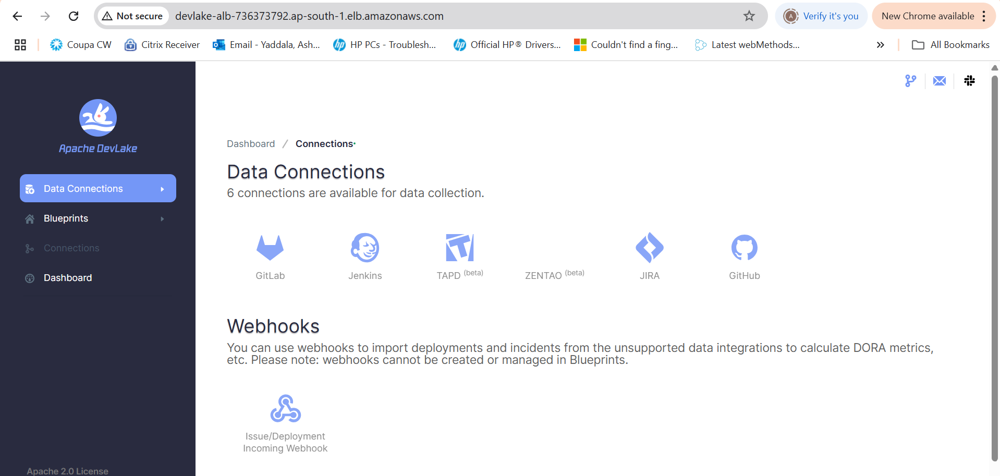 Not secure
devlake-alb-736373792.ap-south-1.elb.amazonaws.com
A
Verify it's you
New Chrome available
Coupa CW
Citrix Receiver
Email - Yaddala, Ash...
HP PCs - Troublesh...
Official HP® Drivers...
Couldn't find a fing...
Latest webMethods...
All Bookmarks
Apache DevLake
Data Connections
Blueprints
Connections
Dashboard
Apache 2.0 License
Dashboard / Connections
Data Connections
6 connections are available for data collection.
GitLab
Jenkins
TAPD (beta)
ZENTAO (beta)
JIRA
GitHub
Webhooks
You can use webhooks to import deployments and incidents from the unsupported data integrations to calculate DORA metrics,
etc. Please note: webhooks cannot be created or managed in Blueprints.
Issue/Deployment
Incoming Webhook